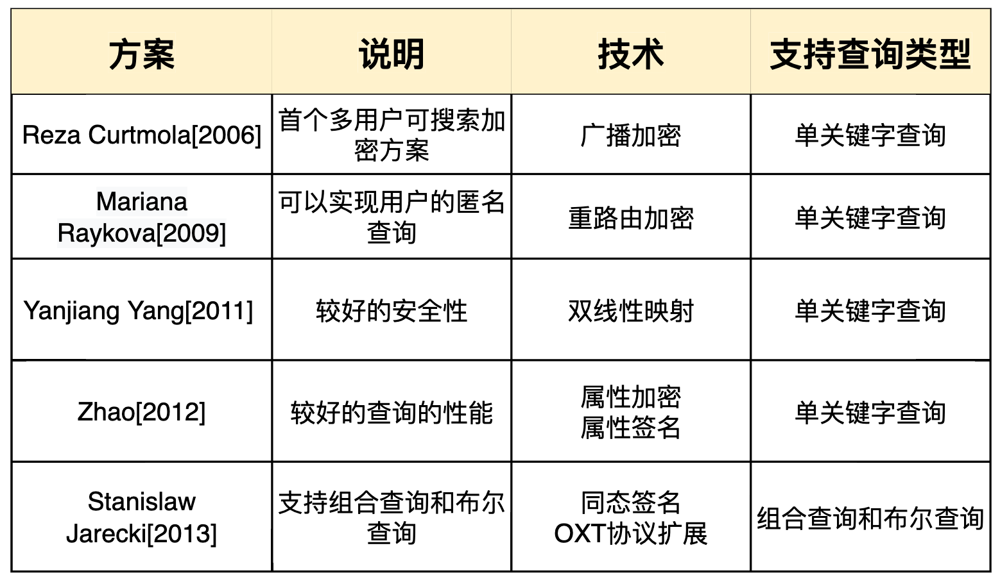 方案 说明 技术 支持查询类型
Reza Curtmola[2006]
首个多用户可搜索加
密方案
广播加密
单关键字查询
Mariana
Raykova[2009]
可以实现用户的匿名
查询
重路由加密
单关键字查询
Yanjiang Yang[2011]
较好的安全性
双线性映射
单关键字查询
Zhao[2012]
较好的查询的性能
属性加密
属性签名
单关键字查询
Stanislaw
Jarecki[2013]
支持组合查询和布尔
查询
同态签名
OXT协议扩展
组合查询和布尔查询